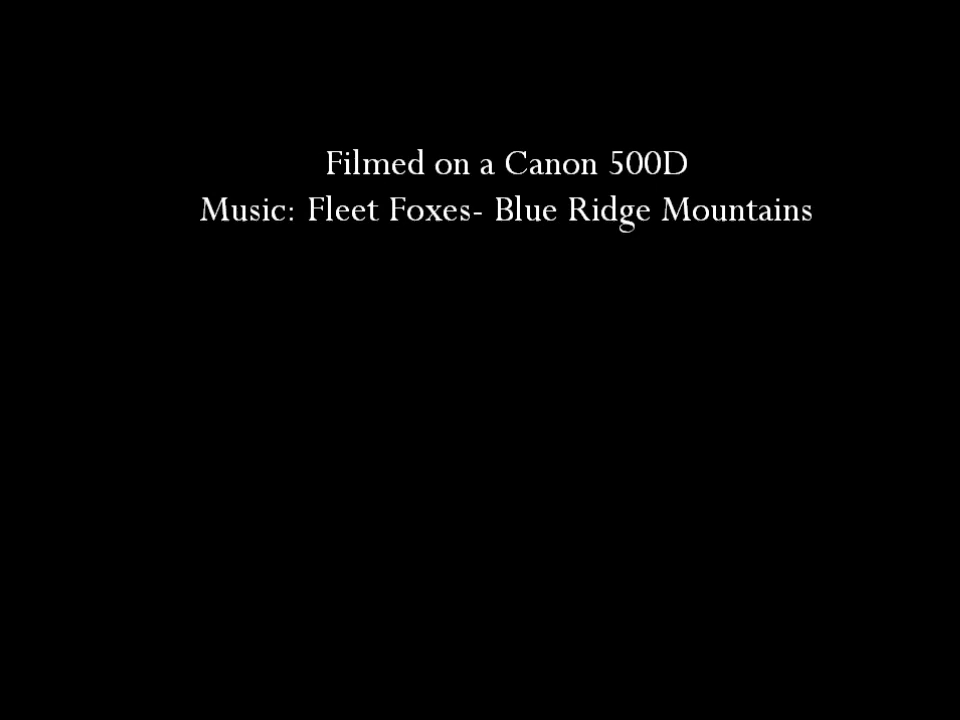 Filmed on a Canon 500D
Music: Fleet Foxes- Blue Ridge Mountains